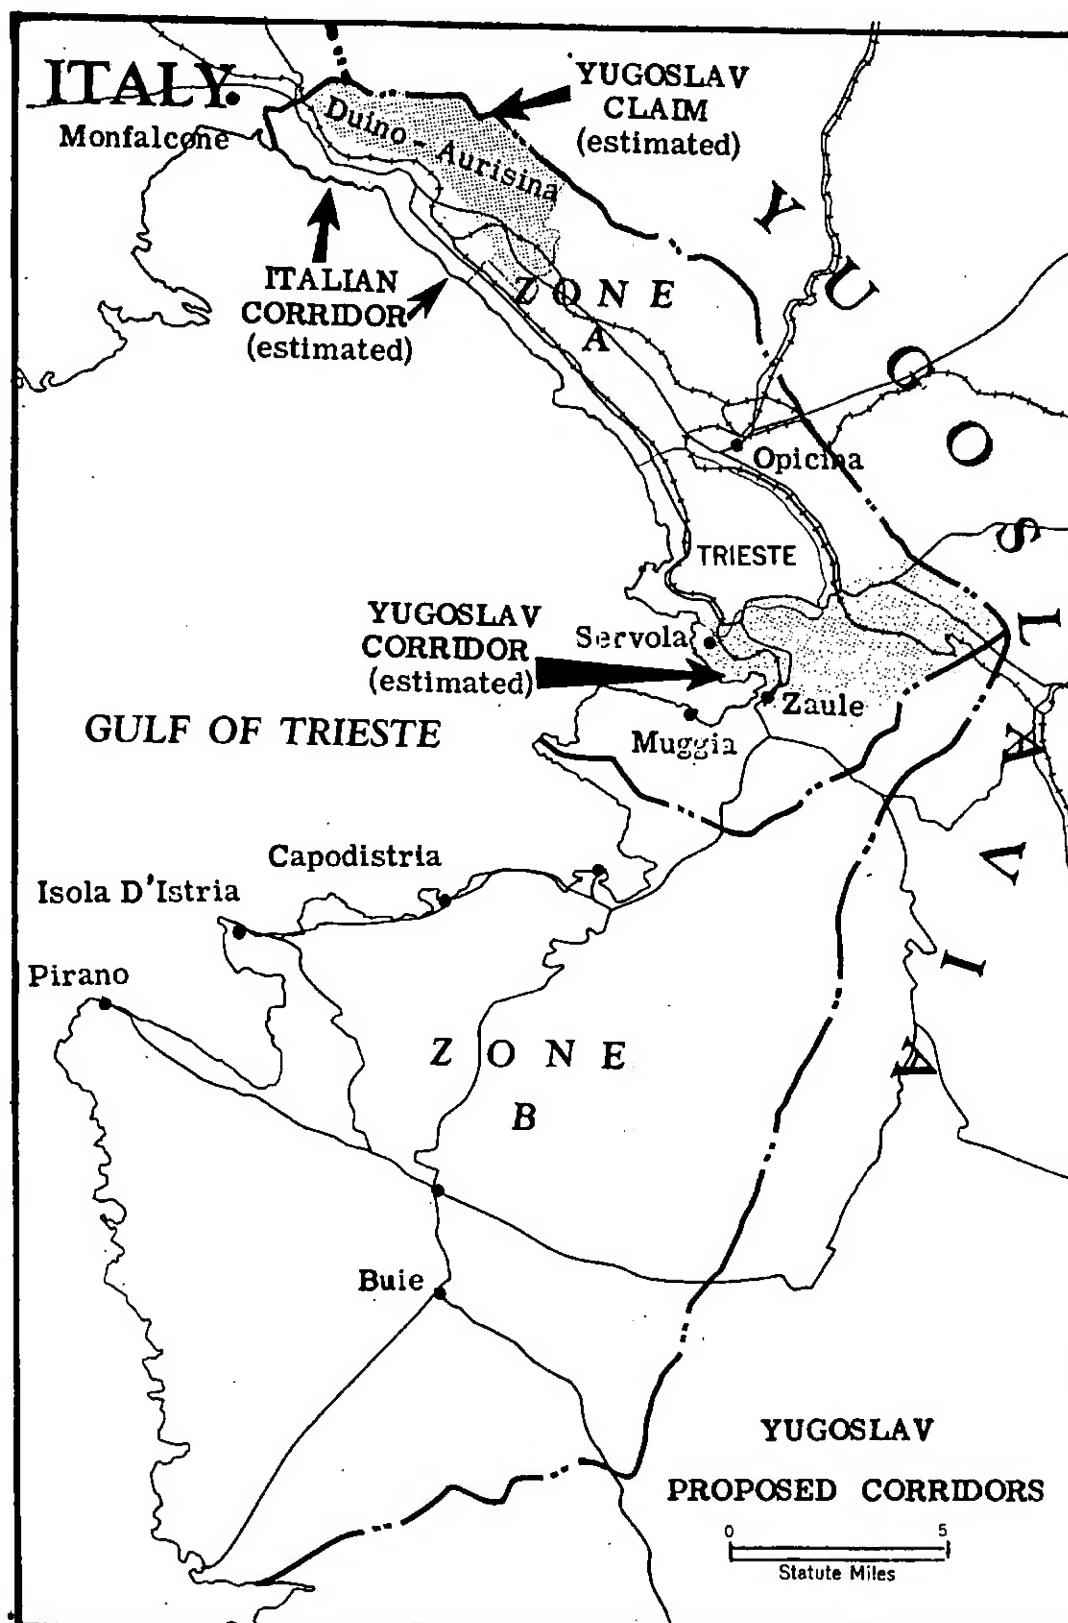 ITALY.
Monfalcone
Duino - Aurisina
YUGOSLAV
CLAIM
(estimated)
ITALIAN
CORRIDOR
(estimated)
ZONE
A
YUGOSLAVIA
Opicina
TRIESTE
YUGOSLAV
CORRIDOR
(estimated)
Servola
Zaule
Muggia
GULF OF TRIESTE
Capodistria
Isola D'Istria
Pirano
ZONE
B
Buie
YUGOSLAV
PROPOSED CORRIDORS
0 5
Statute Miles